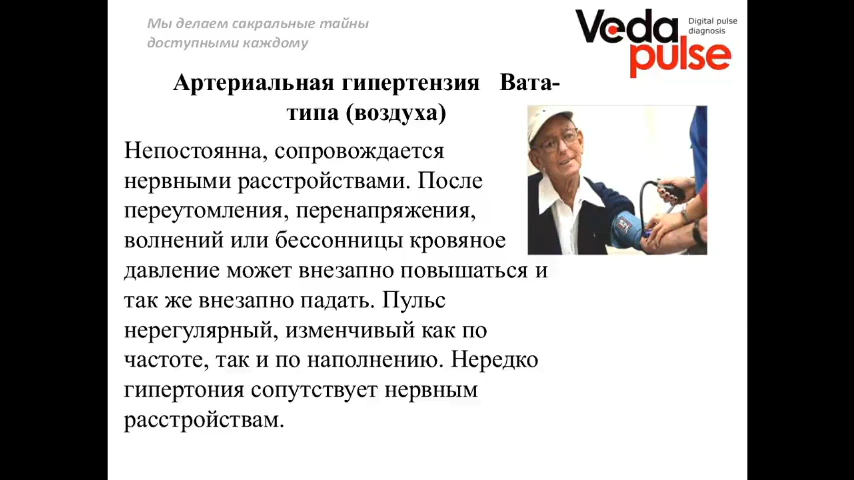 Мы делаем сакральные тайны
доступными каждому
Veda
pulse
Digital pulse
diagnosis
Артериальная гипертензия Вата-
типа (воздуха)
Непостоянна, сопровождается
нервными расстройствами. После
переутомления, перенапряжения,
волнений или бессонницы кровяное
давление может внезапно повышаться и
так же внезапно падать. Пульс
нерегулярный, изменчивый как по
частоте, так и по наполнению. Нередко
гипертония сопутствует нервным
расстройствам.